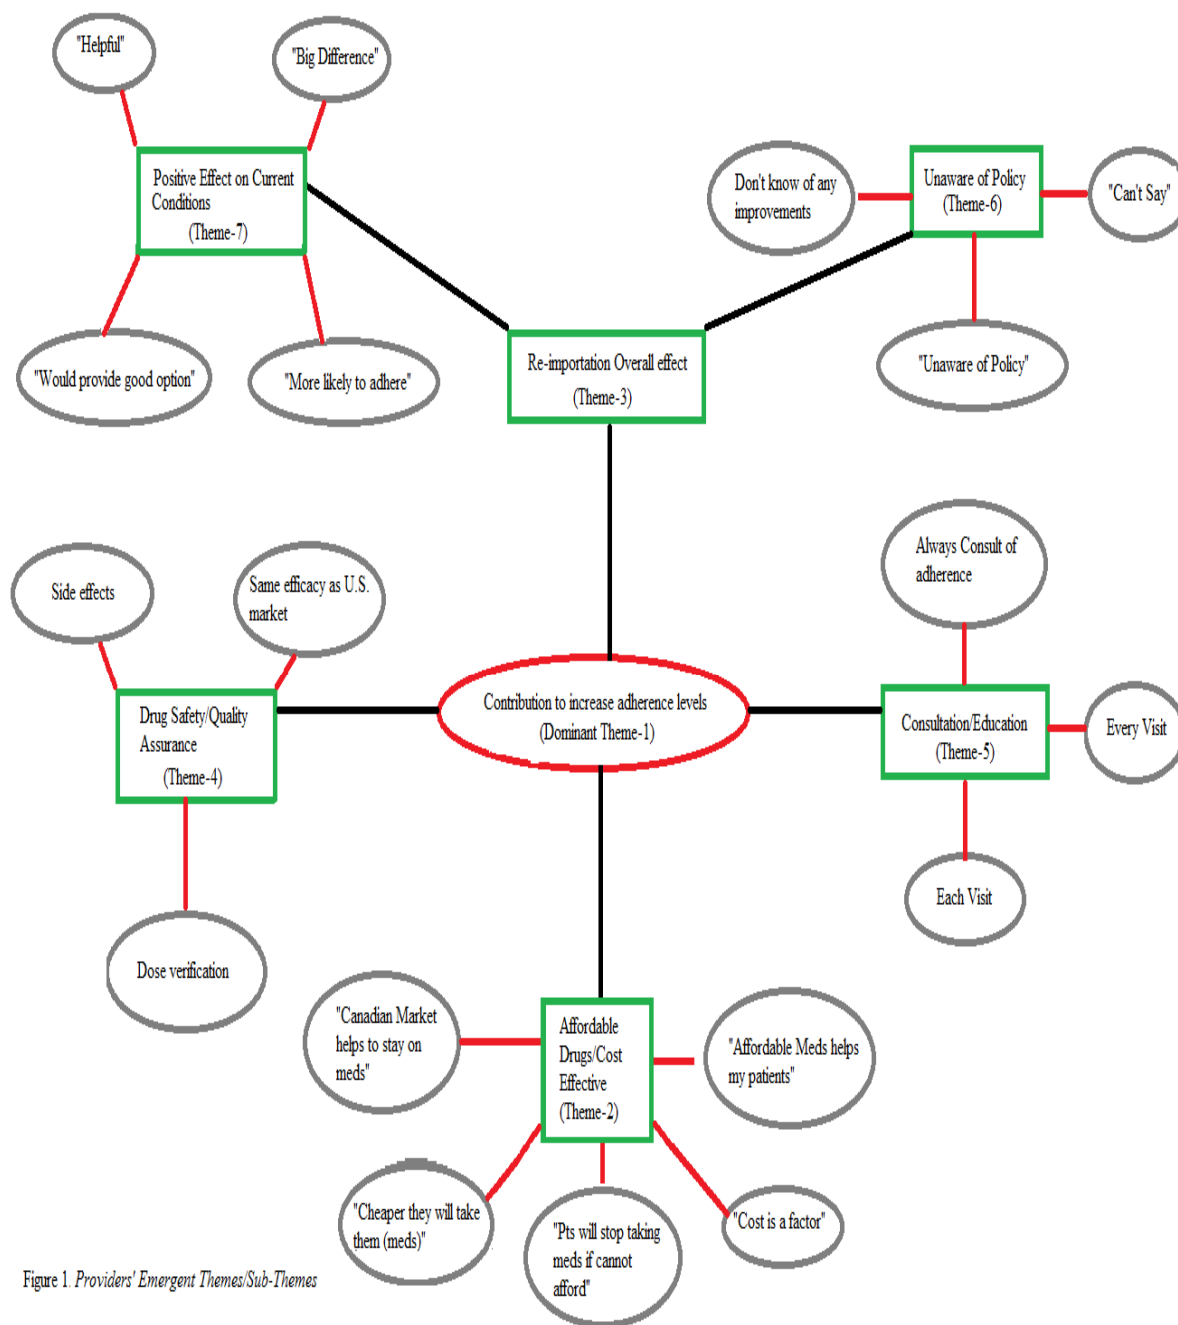 "Helpful"
"Big Difference"
Positive Effect on Current
Conditions
(Theme-7)
"Would provide good option"
"More likely to adhere"
Don't know of any
improvements
Unaware of Policy
(Theme-6)
"Can't Say"
"Unaware of Policy"
Re-importation Overall effect
(Theme-3)
Side effects
Same efficacy as U.S.
market
Drug Safety/Quality
Assurance
(Theme-4)
Dose verification
Contribution to increase adherence levels
(Dominant Theme-1)
Always Consult of
adherence
Consultation/Education
(Theme-5)
Every Visit
Each Visit
"Canadian Market
helps to stay on
meds"
Affordable
Drugs/Cost
Effective
(Theme-2)
"Affordable Meds helps
my patients"
"Cheaper they will take
them (meds)"
"Pts will stop taking
meds if cannot
afford"
"Cost is a factor"
Figure 1. Providers' Emergent Themes/Sub-Themes